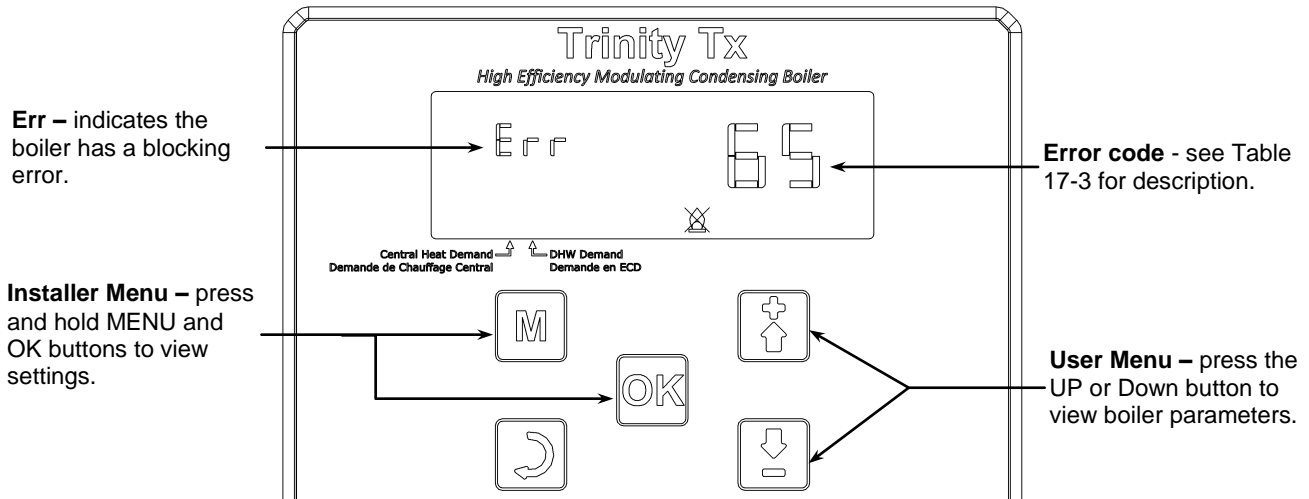 Trinity Tx
High Efficiency Modulating Condensing Boiler
Err – indicates the
boiler has a blocking
error.
Err
65
Error code - see Table
17-3 for description.
Central Heat Demand
Demande de Chauffage Central
DHW Demand
Demande en ECD
Installer Menu – press
and hold MENU and
OK buttons to view
settings.
M
OK
User Menu – press the
UP or Down button to
view boiler parameters.